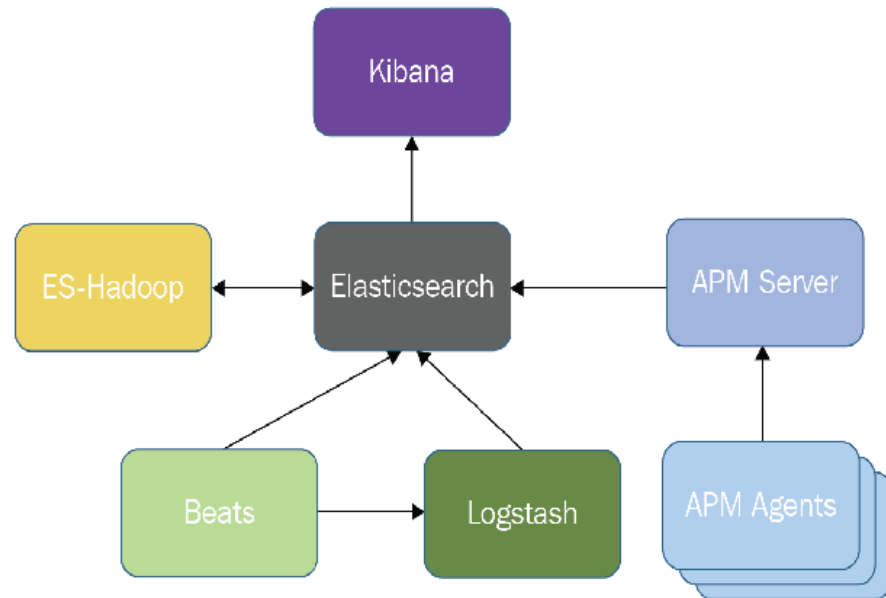 Kibana
ES-Hadoop
Elasticsearch
APM Server
Beats
Logstash
APM Agents